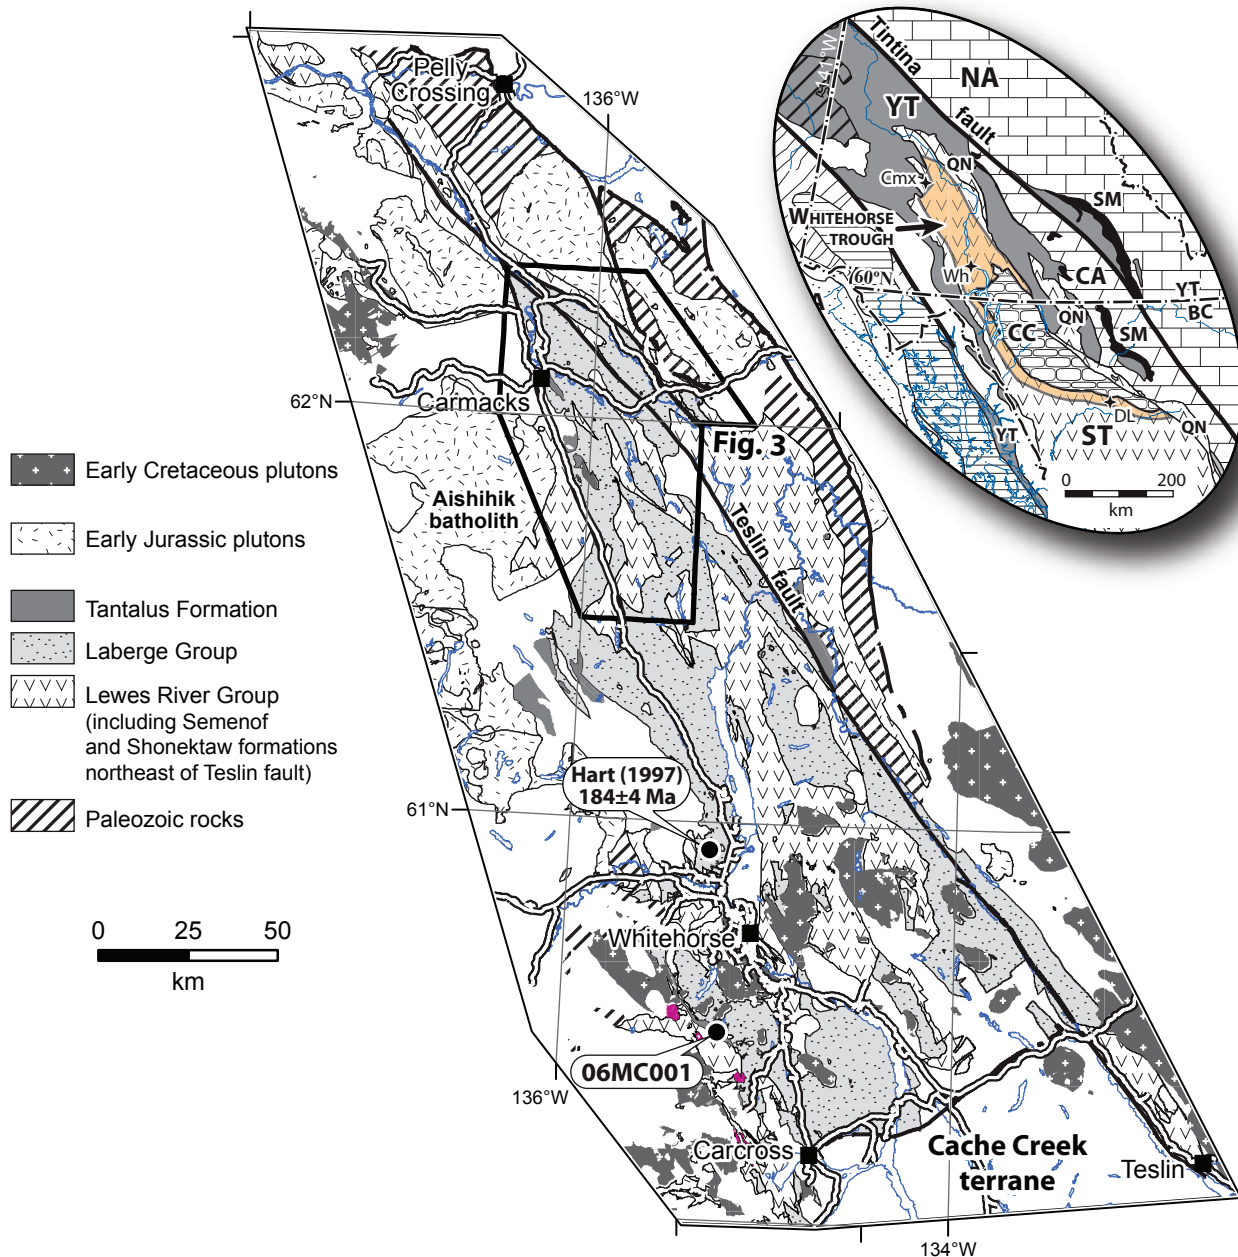 Pelly
Crossing
136°W
62°N
Carmacks
Fig. 3
Aishihik
batholith
Teslin fault
Early Cretaceous plutons
Early Jurassic plutons
Tantalus Formation
Laberge Group
Lewes River Group
(including Semenof
and Shonektaw formations
northeast of Teslin fault)
Paleozoic rocks
0 25 50
km
61°N
Hart (1997)
184±4 Ma
Whitehorse
06MC001
136°W
Carcross
Cache Creek
terrane
Teslin
134°W
141°W
Tintina
fault
NA
YT
QN
Cmx
SM
WHITEHORSE
TROUGH
Wh
60°N
CA
YT
BC
QN
CC
SM
DL
QN
YT
ST
0 200
km